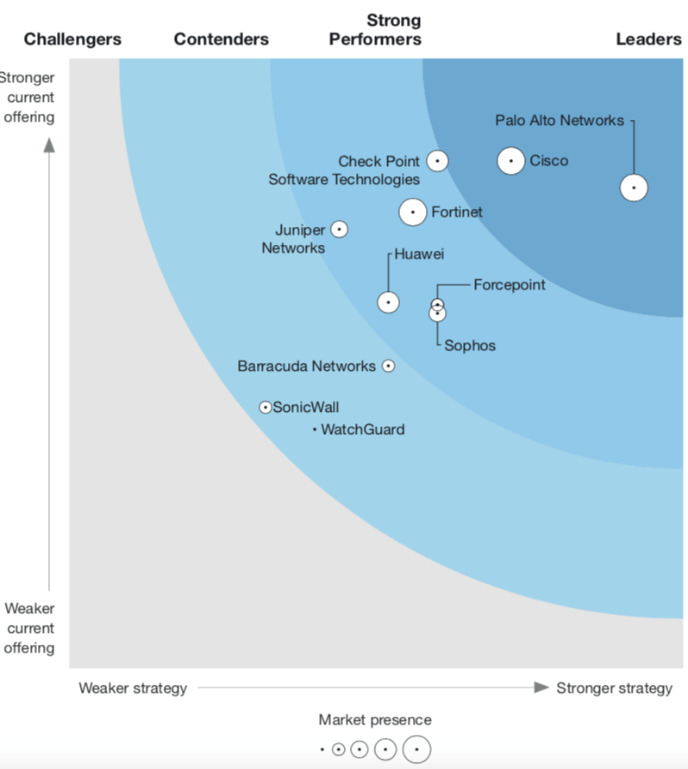 Strong
Challengers Contenders Performers Leaders
Stronger
current
offering
Palo Alto Networks
Check Point
Software Technologies
Cisco
Fortinet
Juniper
Networks
Huawei
Forcepoint
Sophos
Barracuda Networks
SonicWall
WatchGuard
Weaker
current
offering
Weaker strategy
Stronger strategy
Market presence